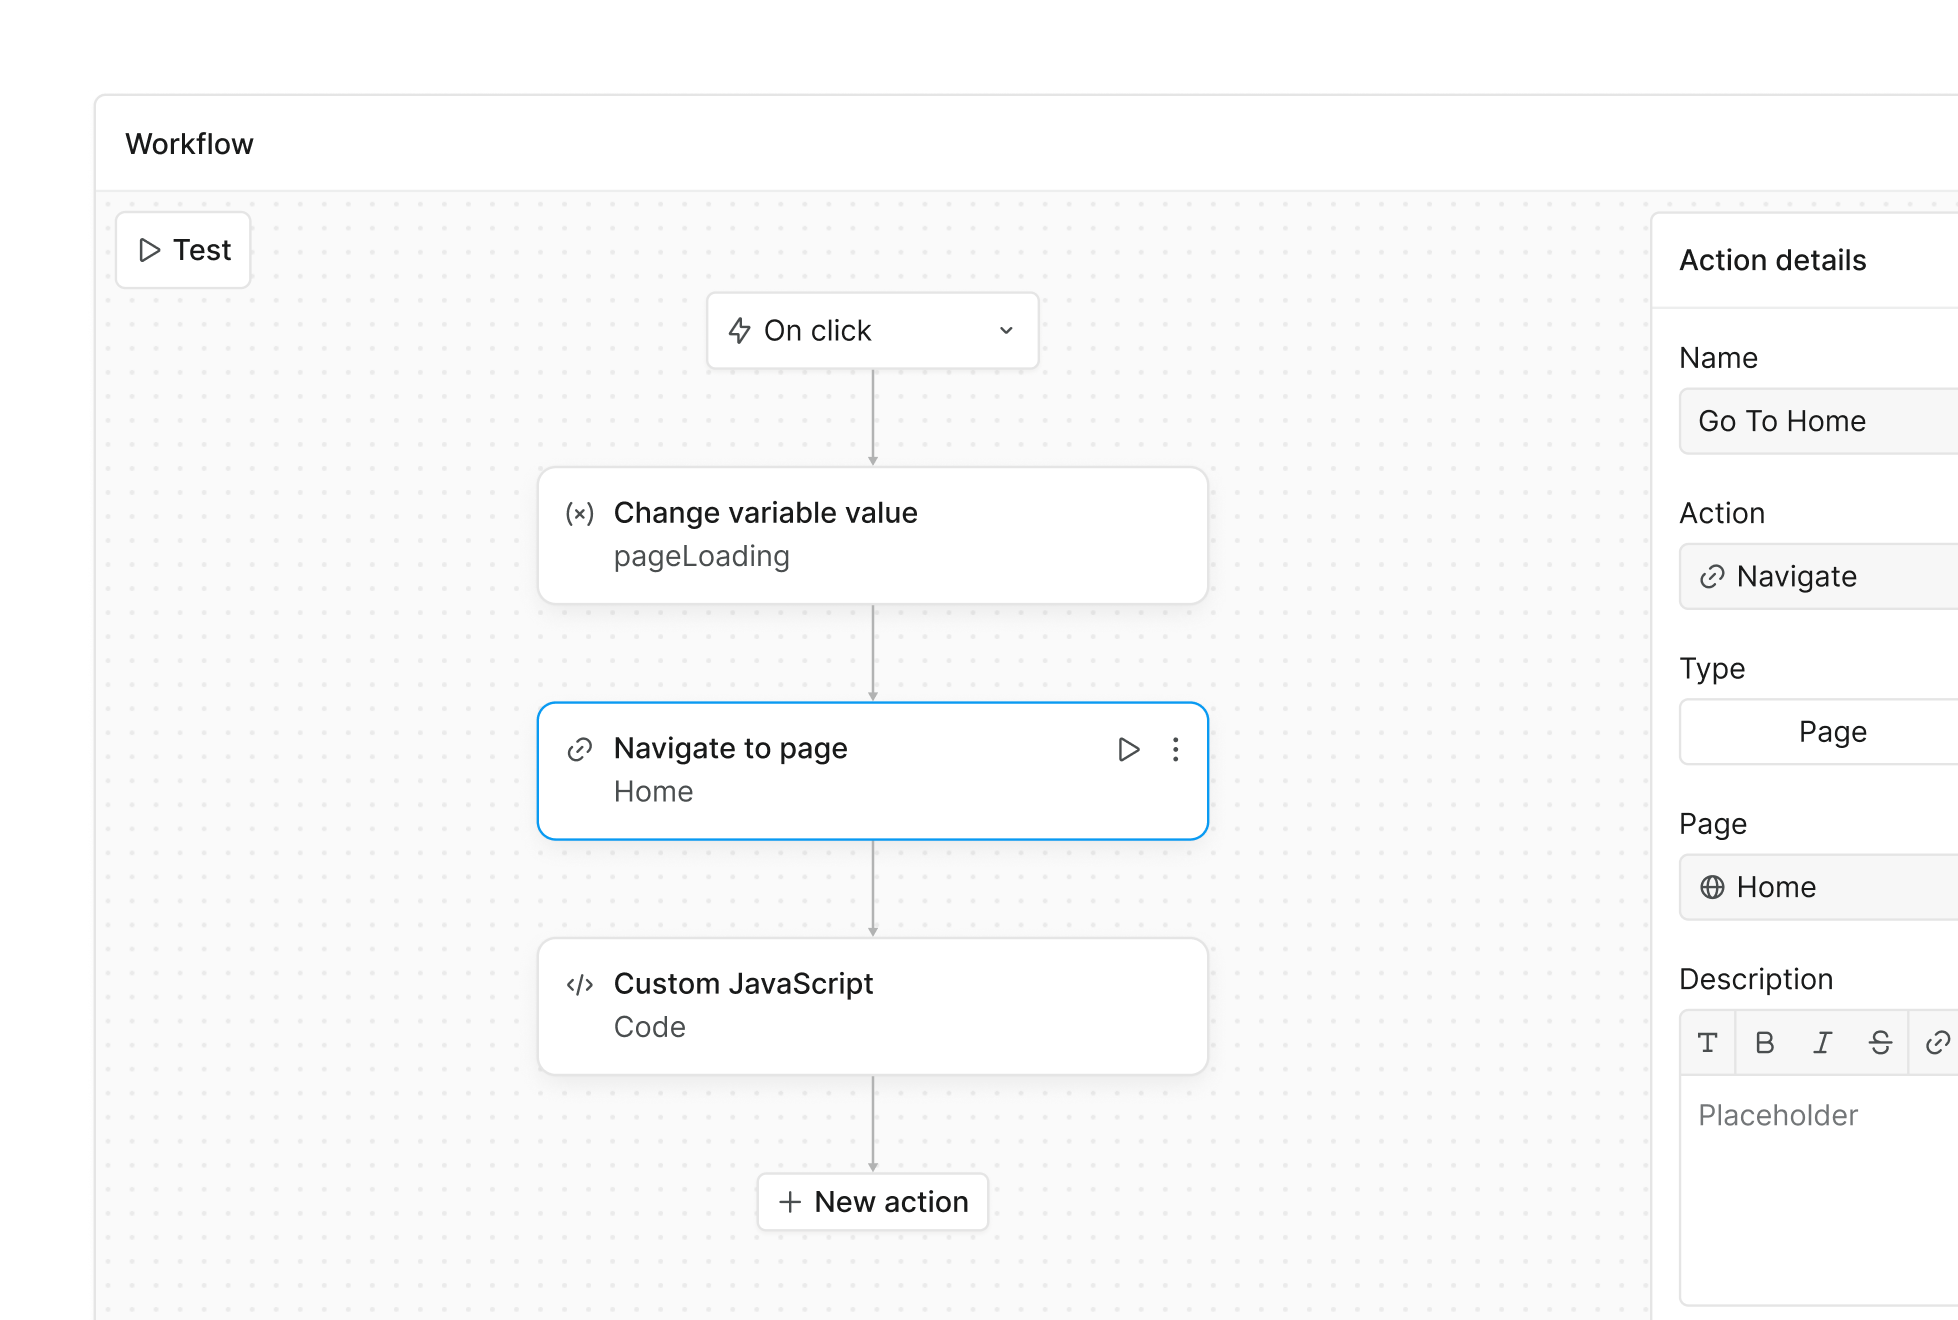 Workflow
Test
On click
Change variable value
pageLoading
Navigate to page
Home
Custom JavaScript
Code
New action
Action details
Name
Go To Home
Action
Navigate
Type
Page
Page
Home
Description
Placeholder